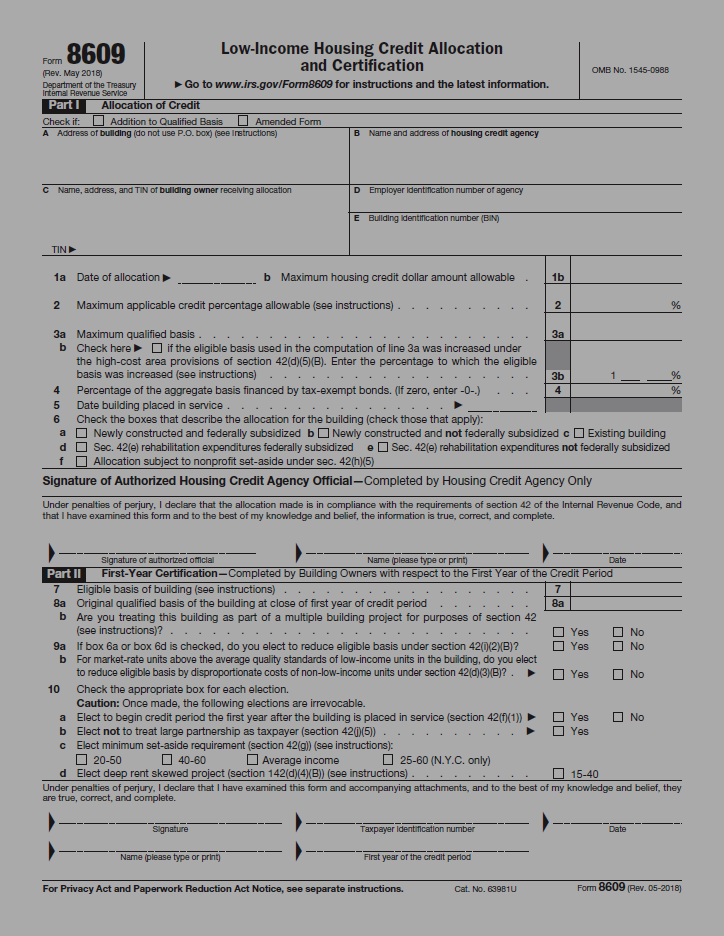 Form 8609
(Rev. May 2018)
Department of the Treasury
Internal Revenue Service
Low-Income Housing Credit Allocation
and Certification
▶ Go to www.irs.gov/Form8609 for instructions and the latest information.
OMB No. 1545-0988
Part I Allocation of Credit
Check if: ☐ Addition to Qualified Basis ☐ Amended Form
A Address of building (do not use P.O. box) (see instructions)
B Name and address of housing credit agency
C Name, address, and TIN of building owner receiving allocation
D Employer identification number of agency
E Building identification number (BIN)
TIN ▶
1a Date of allocation ▶ b Maximum housing credit dollar amount allowable . 1b
2 Maximum applicable credit percentage allowable (see instructions) . . . . . . . . . . 2 %
3a Maximum qualified basis . . . . . . . . . . . . . . . . . . . . . . . . . . 3a
b Check here ▶ ☐ if the eligible basis used in the computation of line 3a was increased under
the high-cost area provisions of section 42(d)(5)(B). Enter the percentage to which the eligible
basis was increased (see instructions) . . . . . . . . . . . . . . . . . . . 3b 1 __ __%
4 Percentage of the aggregate basis financed by tax-exempt bonds. (If zero, enter -0-.) . . . 4 %
5 Date building placed in service . . . . . . . . . . . . . . . . . ▶
6 Check the boxes that describe the allocation for the building (check those that apply):
a ☐ Newly constructed and federally subsidized b ☐ Newly constructed and not federally subsidized c ☐ Existing building
d ☐ Sec. 42(e) rehabilitation expenditures federally subsidized e ☐ Sec. 42(e) rehabilitation expenditures not federally subsidized
f ☐ Allocation subject to nonprofit set-aside under sec. 42(h)(5)
Signature of Authorized Housing Credit Agency Official—Completed by Housing Credit Agency Only
Under penalties of perjury, I declare that the allocation made is in compliance with the requirements of section 42 of the Internal Revenue Code, and
that I have examined this form and to the best of my knowledge and belief, the information is true, correct, and complete.
Signature of authorized official Name (please type or print) Date
Part II First-Year Certification—Completed by Building Owners with respect to the First Year of the Credit Period
7 Eligible basis of building (see instructions) . . . . . . . . . . . . . . . . . . . 7
8a Original qualified basis of the building at close of first year of credit period . . . . . . . 8a
b Are you treating this building as part of a multiple building project for purposes of section 42
(see instructions)? . . . . . . . . . . . . . . . . . . . . . . . . . . . ☐ Yes ☐ No
9a If box 6a or box 6d is checked, do you elect to reduce eligible basis under section 42(i)(2)(B)? ☐ Yes ☐ No
b For market-rate units above the average quality standards of low-income units in the building, do you elect
to reduce eligible basis by disproportionate costs of non-low-income units under section 42(d)(3)(B)? . ▶ ☐ Yes ☐ No
10 Check the appropriate box for each election.
Caution: Once made, the following elections are irrevocable.
a Elect to begin credit period the first year after the building is placed in service (section 42(f)(1)) ▶ ☐ Yes ☐ No
b Elect not to treat large partnership as taxpayer (section 42(j)(5)) . . . . . . . . . . ▶ ☐ Yes
c Elect minimum set-aside requirement (section 42(g)) (see instructions):
☐ 20-50 ☐ 40-60 ☐ Average income ☐ 25-60 (N.Y.C. only)
d Elect deep rent skewed project (section 142(d)(4)(B)) (see instructions) . . . . . . . . . ☐ 15-40
Under penalties of perjury, I declare that I have examined this form and accompanying attachments, and to the best of my knowledge and belief, they
are true, correct, and complete.
Signature Taxpayer identification number Date
Name (please type or print) First year of the credit period
For Privacy Act and Paperwork Reduction Act Notice, see separate instructions. Cat. No. 63981U Form 8609 (Rev. 05-2018)